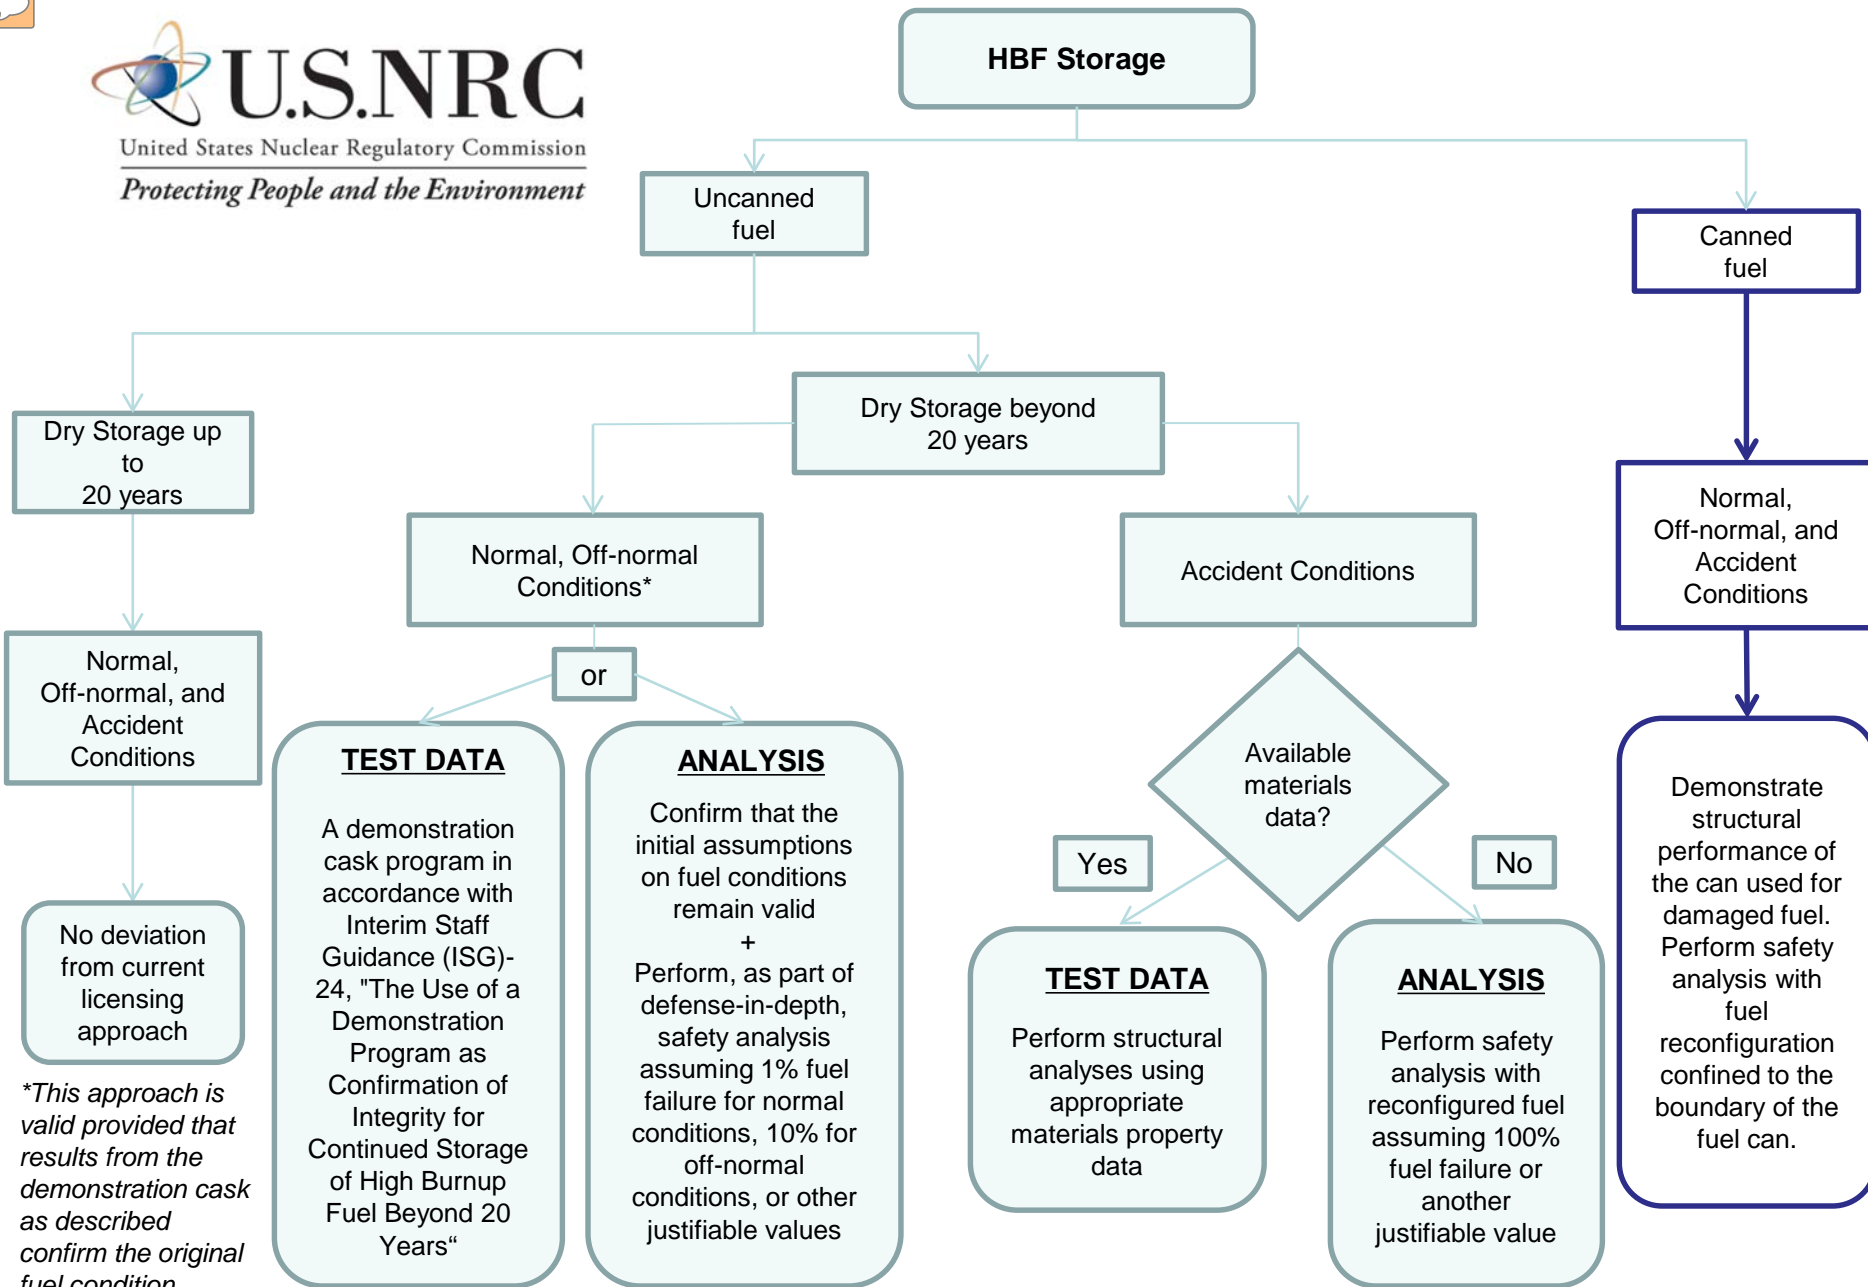 U.S.NRC
United States Nuclear Regulatory Commission
Protecting People and the Environment
HBF Storage
Uncanned
fuel
Canned
fuel
Dry Storage up
to
20 years
Dry Storage beyond
20 years
Normal,
Off-normal, and
Accident
Conditions
Normal, Off-normal
Conditions*
Accident Conditions
Normal,
Off-normal, and
Accident
Conditions
or
Available
materials
data?
Yes
No
No deviation
from current
licensing
approach
TEST DATA
A demonstration
cask program in
accordance with
Interim Staff
Guidance (ISG)-
24, "The Use of a
Demonstration
Program as
Confirmation of
Integrity for
Continued Storage
of High Burnup
Fuel Beyond 20
Years“
ANALYSIS
Confirm that the
initial assumptions
on fuel conditions
remain valid
+
Perform, as part of
defense-in-depth,
safety analysis
assuming 1% fuel
failure for normal
conditions, 10% for
off-normal
conditions, or other
justifiable values
TEST DATA
Perform structural
analyses using
appropriate
materials property
data
ANALYSIS
Perform safety
analysis with
reconfigured fuel
assuming 100%
fuel failure or
another
justifiable value
Demonstrate
structural
performance of
the can used for
damaged fuel.
Perform safety
analysis with
fuel
reconfiguration
confined to the
boundary of the
fuel can.
*This approach is
valid provided that
results from the
demonstration cask
as described
confirm the original
fuel condition